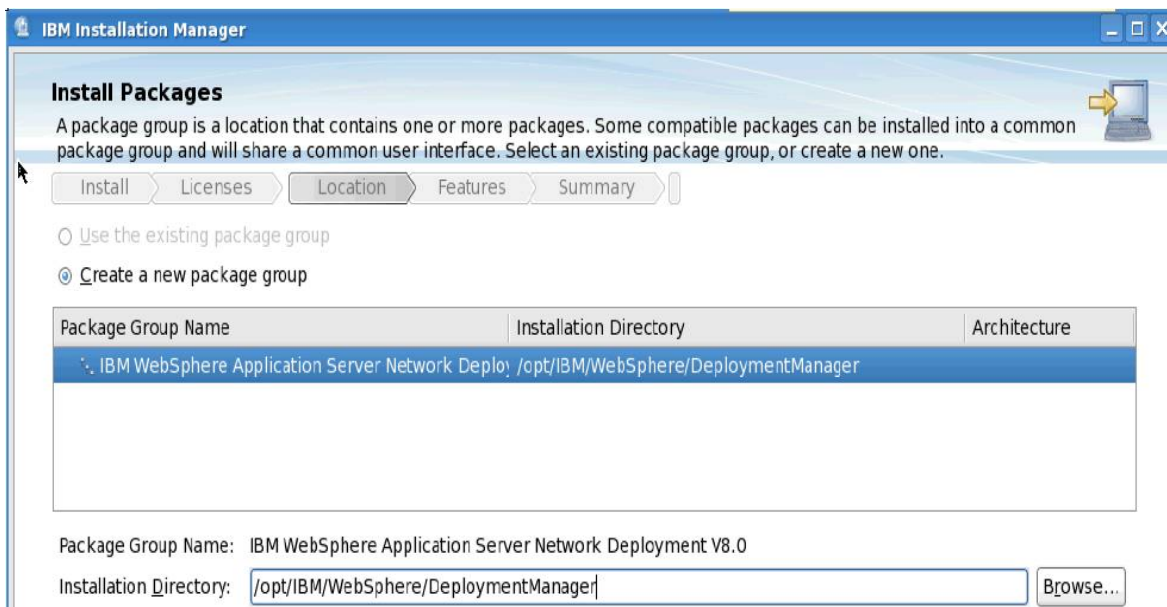 IBM Installation Manager
Install Packages
A package group is a location that contains one or more packages. Some compatible packages can be installed into a common
package group and will share a common user interface. Select an existing package group, or create a new one.
Install Licenses Location Features Summary
Use the existing package group
Create a new package group
Package Group Name Installation Directory Architecture
IBM WebSphere Application Server Network Deploy /opt/IBM/WebSphere/DeploymentManager
Package Group Name: IBM WebSphere Application Server Network Deployment V8.0
Installation Directory: /opt/IBM/WebSphere/DeploymentManager Browse...